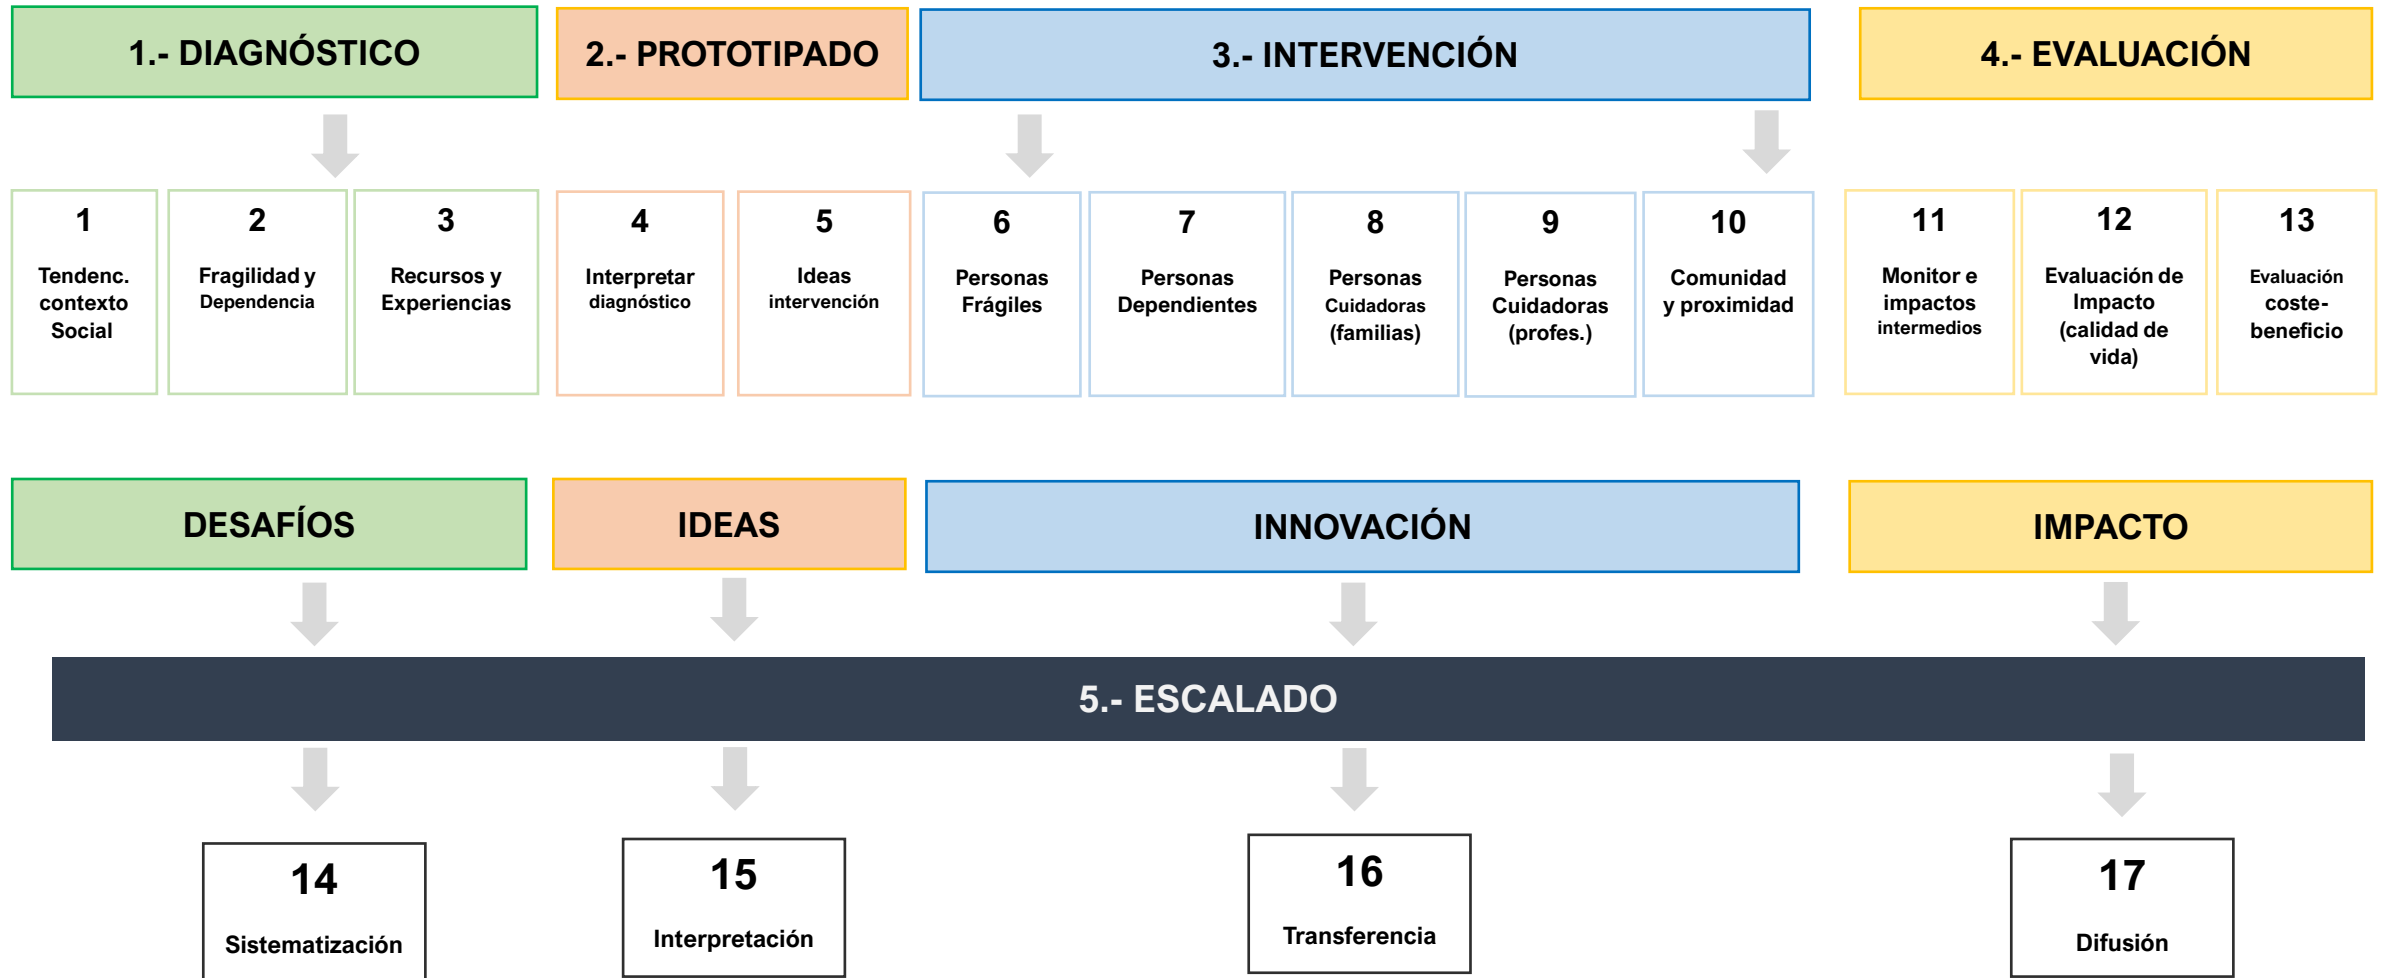 1.- DIAGNÓSTICO
2.- PROTOTIPADO
3.- INTERVENCIÓN
4.- EVALUACIÓN
1
Tendenc.
contexto
Social
2
Fragilidad y
Dependencia
3
Recursos y
Experiencias
4
Interpretar
diagnóstico
5
Ideas
intervención
6
Personas
Frágiles
7
Personas
Dependientes
8
Personas
Cuidadoras
(familias)
9
Personas
Cuidadoras
(profes.)
10
Comunidad
y proximidad
11
Monitor e
impactos
intermedios
12
Evaluación de
Impacto
(calidad de
vida)
13
Evaluación
coste-
beneficio
DESAFÍOS
IDEAS
INNOVACIÓN
IMPACTO
5.- ESCALADO
14
Sistematización
15
Interpretación
16
Transferencia
17
Difusión